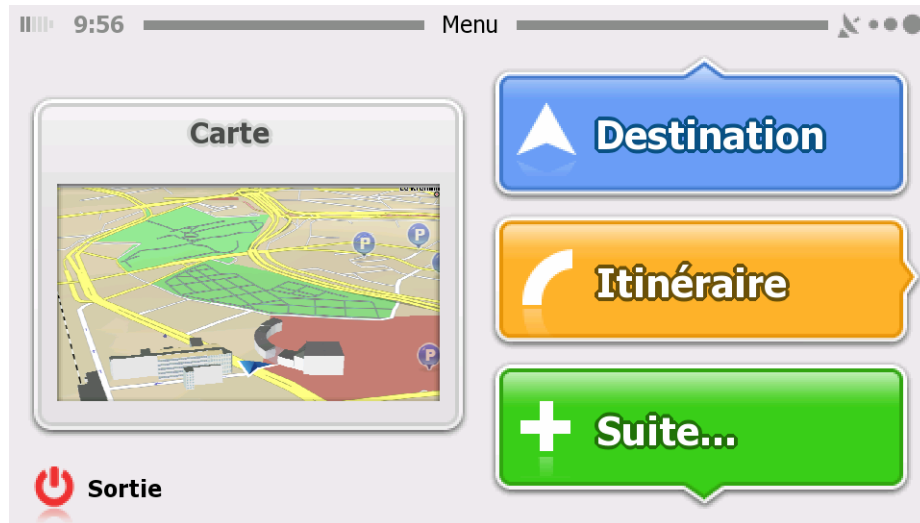 9:56 Menu
Carte
P
P
P
Destination
Itinéraire
Suite...
Sortie